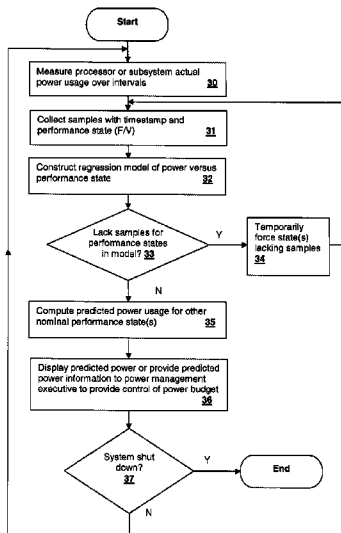 Start
Measure processor or subsystem actual
power usage over intervals 30
Collect samples with timestamp and
performance state (F/V) 31
Construct regression model of power versus
performance state 32
Lack samples for
performance states
in model? 33
Y
Temporarily
force state(s)
lacking samples
34
N
Compute predicted power usage for other
nominal performance state(s) 35
Display predicted power or provide predicted
power information to power management
executive to provide control of power budget
36
System shut
down?
37
Y
End
N